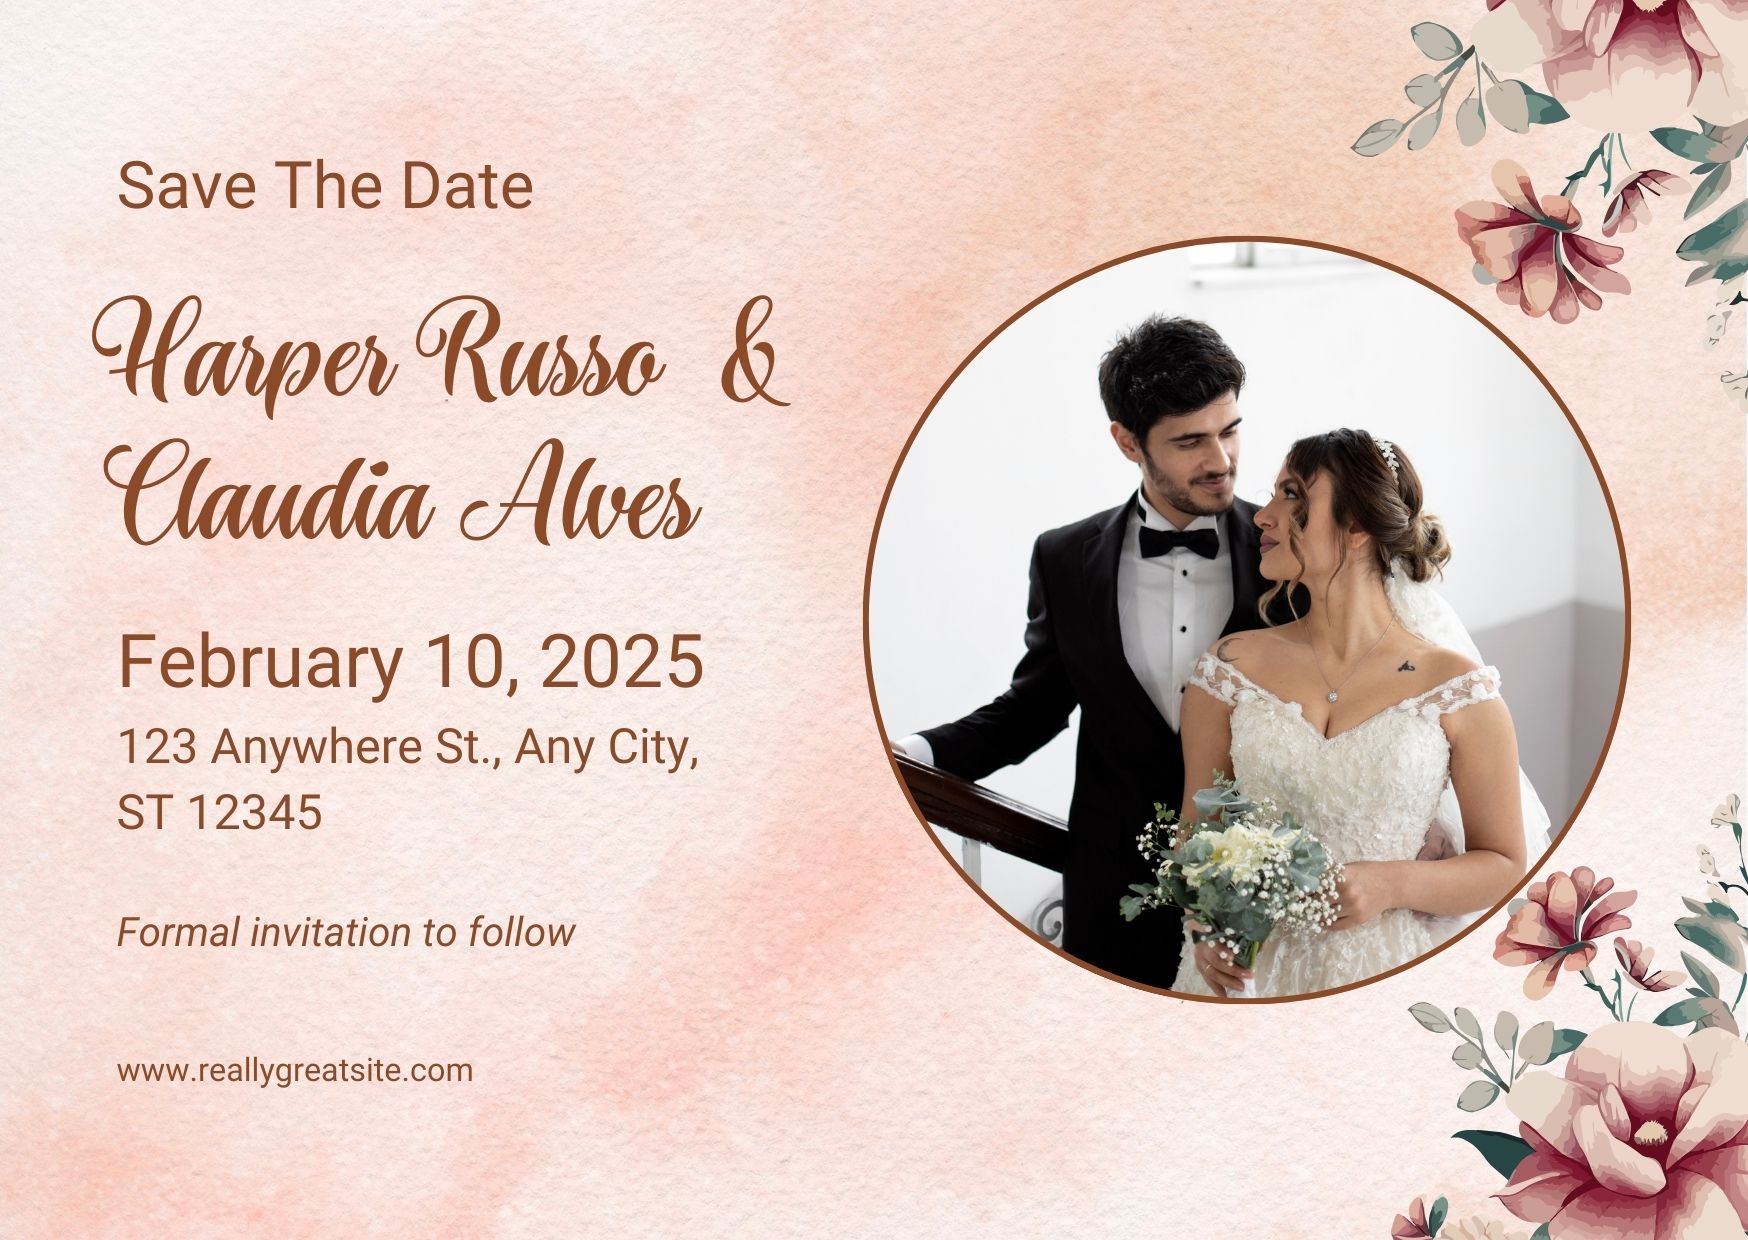 Save The Date
Harper Russo &
Claudia Alves
February 10, 2025
123 Anywhere St., Any City,
ST 12345
Formal invitation to follow
www.reallygreatsite.com